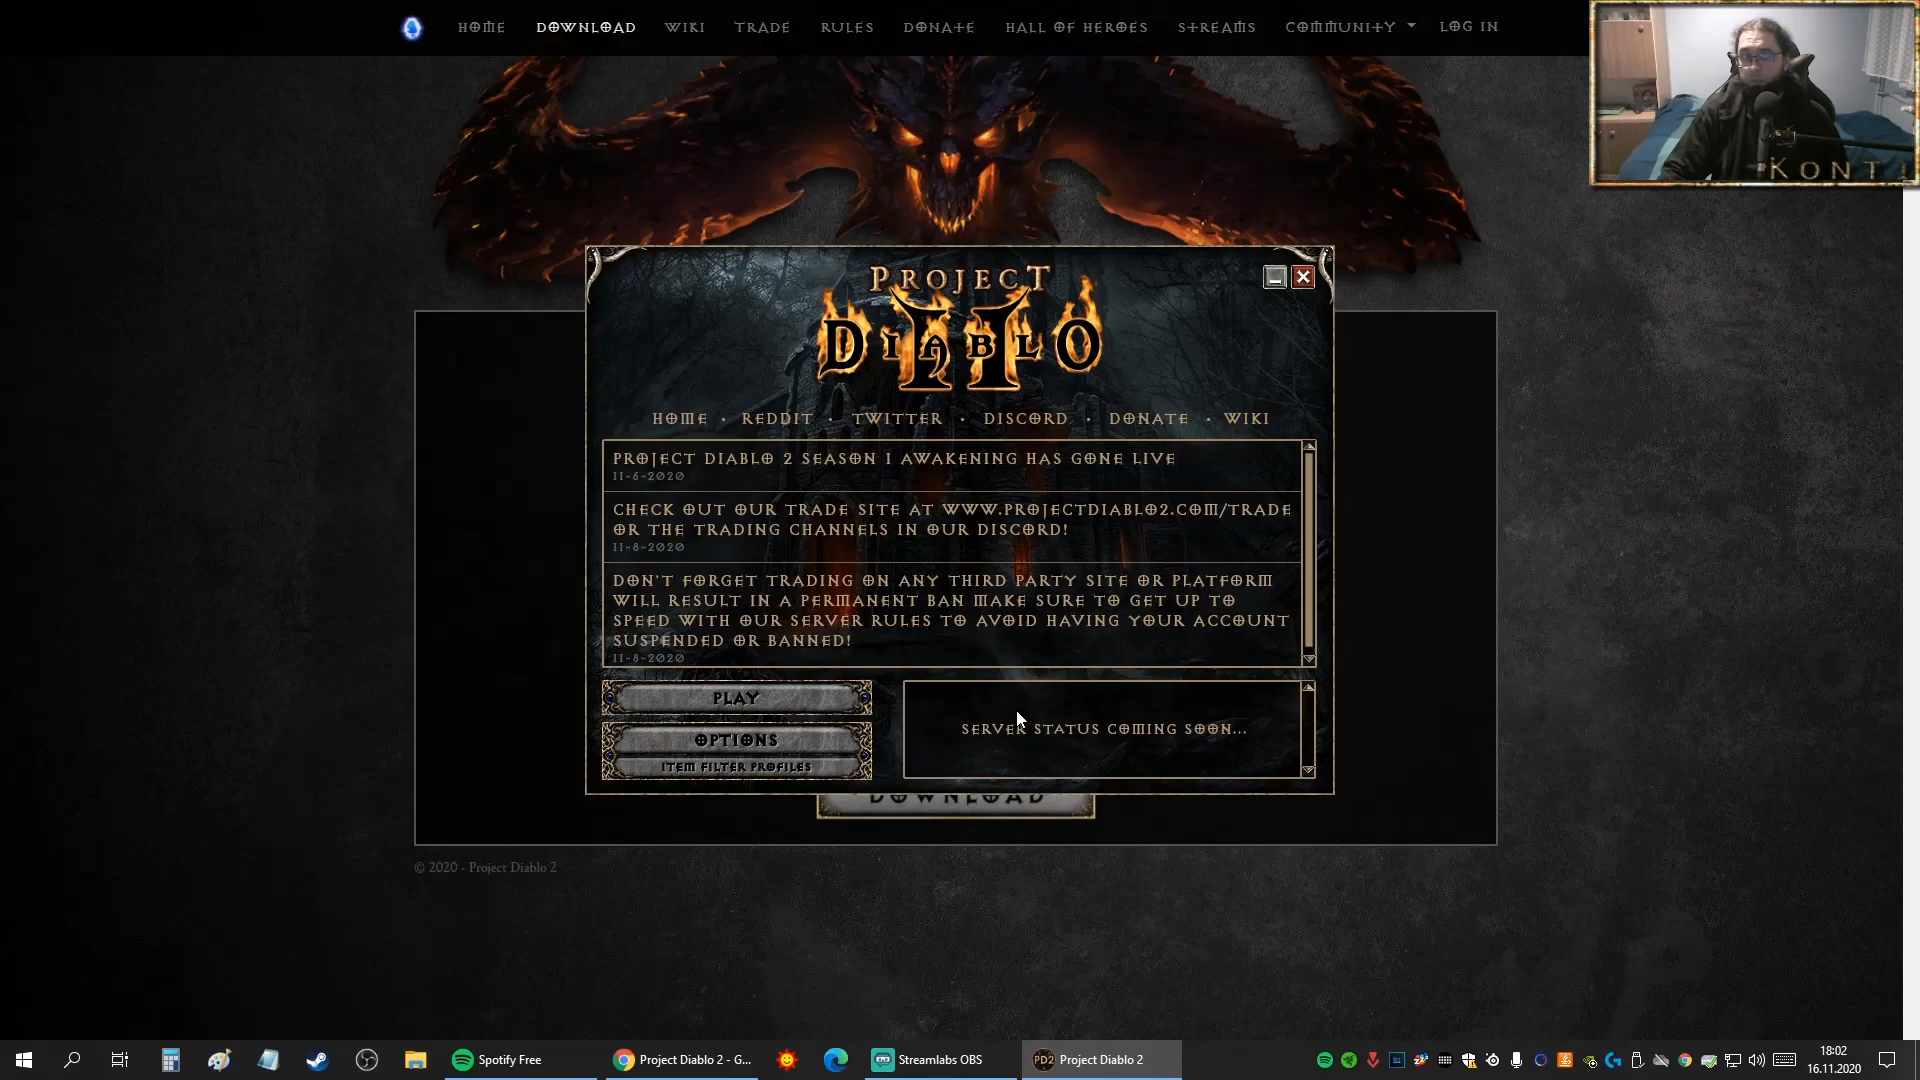 HOME DOWNLOAD WIKI TRADE RULES DONATE HALL OF HEROES STREAMS COMMUNITY LOG IN
KONT
PROJECT
DIABLO
II
HOME · REDDIT · TWITTER · DISCORD · DONATE · WIKI
PROJECT DIABLO 2 SEASON 1 AWAKENING HAS GONE LIVE
11-6-2020
CHECK OUT OUR TRADE SITE AT WWW.PROJECTDIABLO2.COM/TRADE
OR THE TRADING CHANNELS IN OUR DISCORD!
11-8-2020
DON'T FORGET TRADING ON ANY THIRD PARTY SITE OR PLATFORM
WILL RESULT IN A PERMANENT BAN MAKE SURE TO GET UP TO
SPEED WITH OUR SERVER RULES TO AVOID HAVING YOUR ACCOUNT
SUSPENDED OR BANNED!
11-8-2020
PLAY
OPTIONS
ITEM FILTER PROFILES
SERVER STATUS COMING SOON...
DOWNLOAD
© 2020 - Project Diablo 2
Spotify Free
Project Diablo 2 - G...
Streamlabs OBS
PD2 Project Diablo 2
18:02
16.11.2020